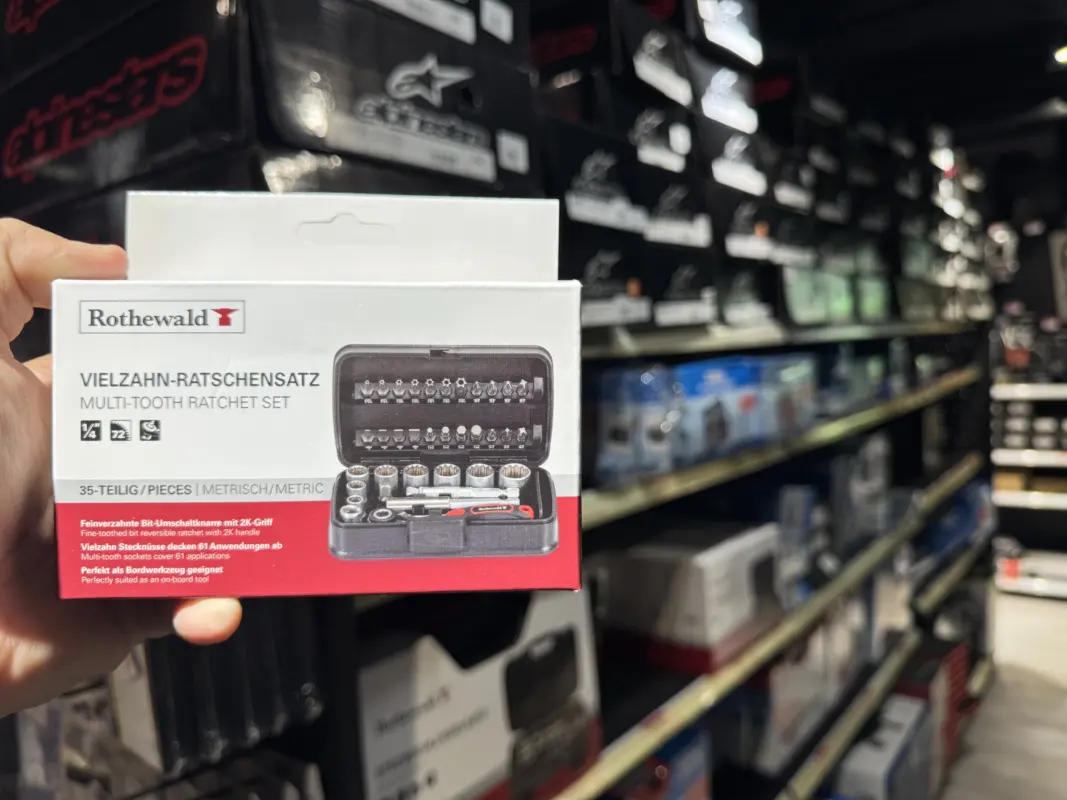 alpinestars
alpinestars
Rothewald
VIELZAHN-RATSCHENSATZ
MULTI-TOOTH RATCHET SET
1/4"
72
35-TEILIG/PIECES | METRISCH/METRIC
Feinverzahnte Bit-Umschaltknarre mit 2K-Griff
Fine-toothed bit reversible ratchet with 2K handle
Vielzahn Stecknüsse decken 61 Anwendungen ab
Multi-tooth sockets cover 61 applications
Perfekt als Bordwerkzeug geeignet
Perfectly suited as an on-board tool